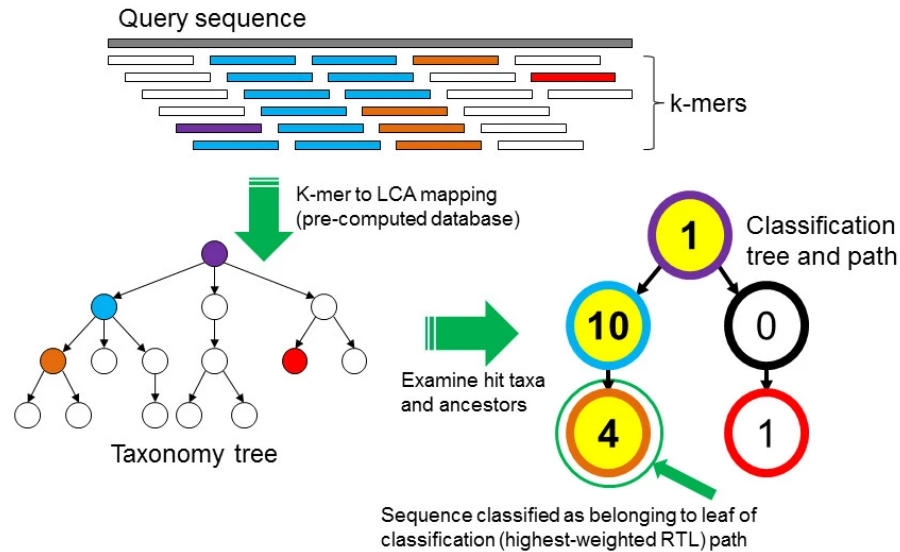 Query sequence
k-mers
K-mer to LCA mapping
(pre-computed database)
Classification
tree and path
1
10
0
4
1
Examine hit taxa
and ancestors
Taxonomy tree
Sequence classified as belonging to leaf of
classification (highest-weighted RTL) path